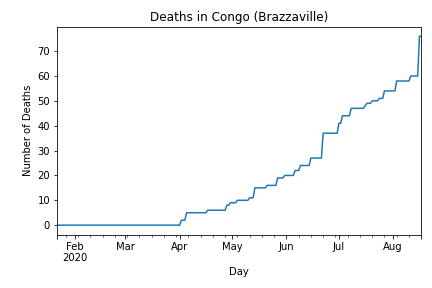 Deaths in Congo (Brazzaville)
70
60
50
40
30
20
10
0
Number of Deaths
Feb Mar Apr May Jun Jul Aug
2020
Day